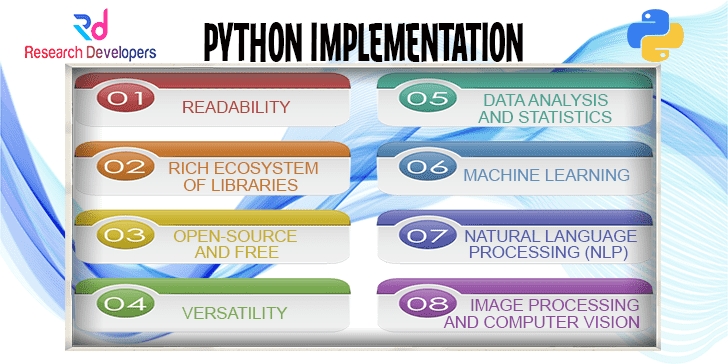 Rd
Research Developers
PYTHON IMPLEMENTATION
01
READABILITY
02
RICH ECOSYSTEM
OF LIBRARIES
03
OPEN-SOURCE
AND FREE
04
VERSATILITY
05
DATA ANALYSIS
AND STATISTICS
06
MACHINE LEARNING
07
NATURAL LANGUAGE
PROCESSING (NLP)
08
IMAGE PROCESSING
AND COMPUTER VISION